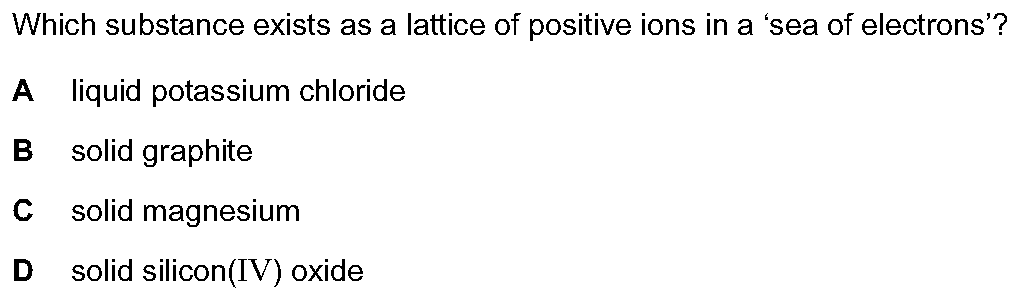 Which substance exists as a lattice of positive ions in a ‘sea of electrons’?
A liquid potassium chloride
B solid graphite
C solid magnesium
D solid silicon(IV) oxide